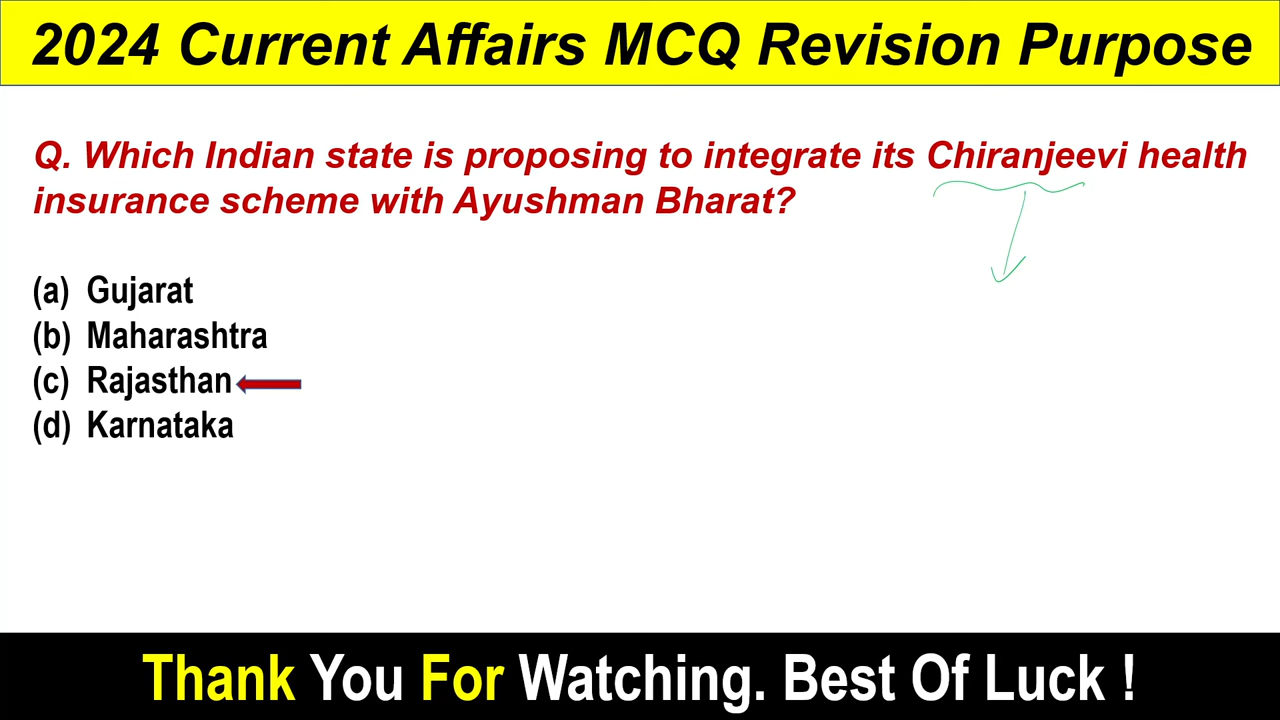 2024 Current Affairs MCQ Revision Purpose
Q. Which Indian state is proposing to integrate its Chiranjeevi health
insurance scheme with Ayushman Bharat?
(a) Gujarat
(b) Maharashtra
(c) Rajasthan
(d) Karnataka
Thank You For Watching. Best Of Luck !